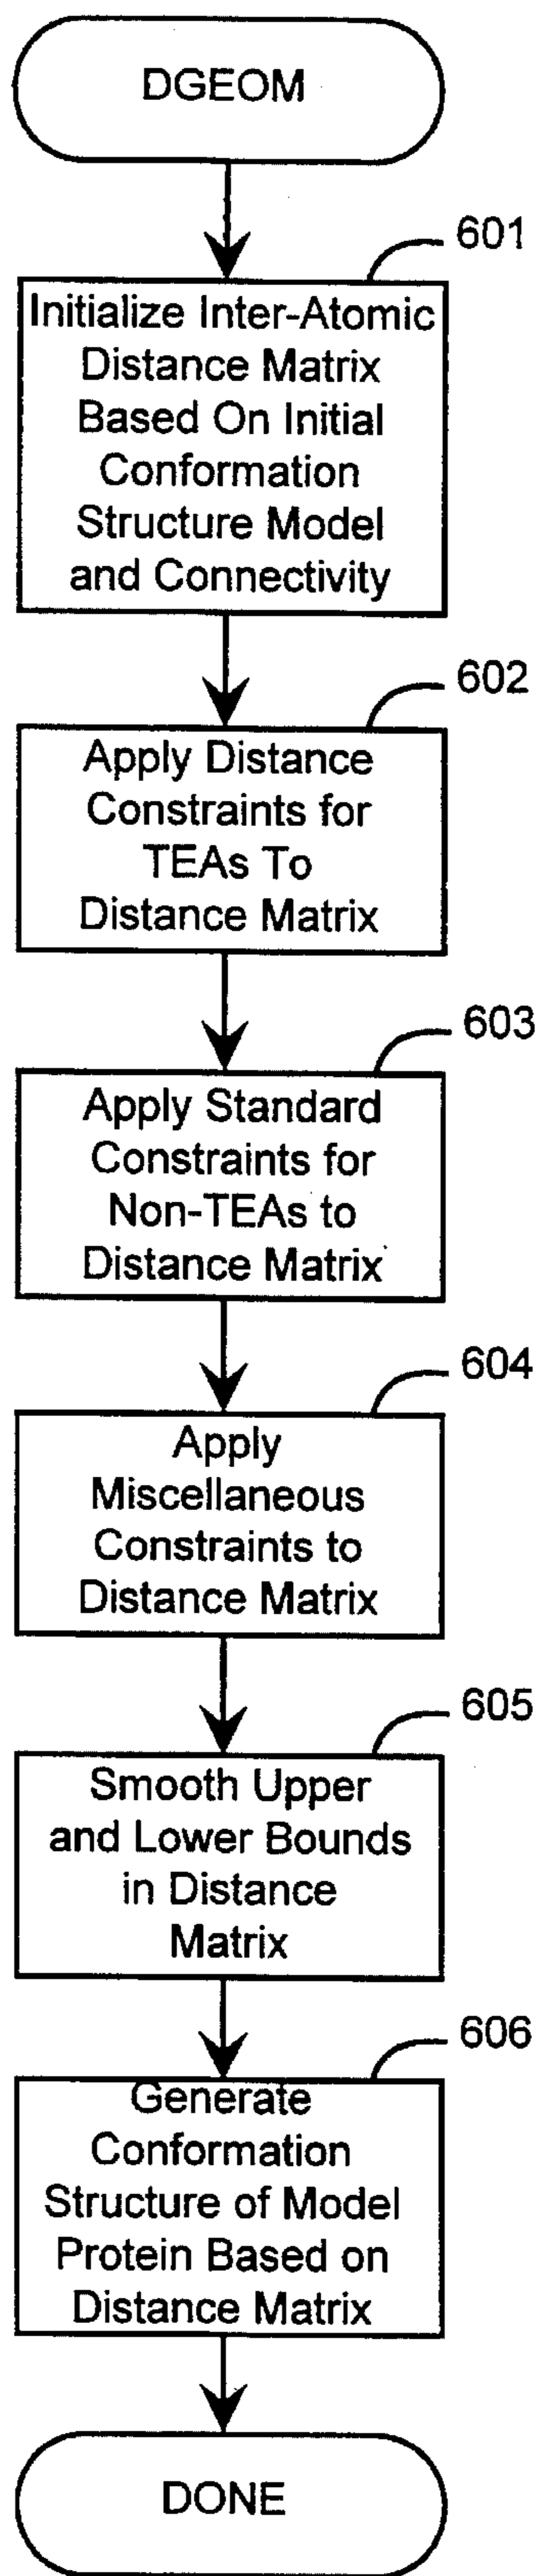 DGEOM
601
Initialize Inter-Atomic
Distance Matrix
Based On Initial
Conformation
Structure Model
and Connectivity
602
Apply Distance
Constraints for
TEAs To
Distance Matrix
603
Apply Standard
Constraints for
Non-TEAs to
Distance Matrix
604
Apply
Miscellaneous
Constraints to
Distance Matrix
605
Smooth Upper
and Lower Bounds
in Distance
Matrix
606
Generate
Conformation
Structure of Model
Protein Based on
Distance Matrix
DONE